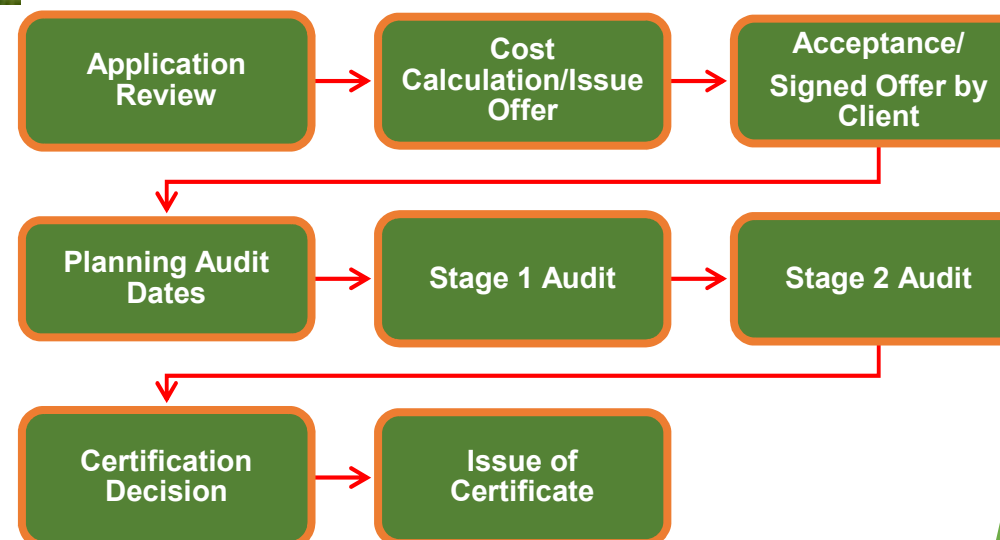 Application
Review
Cost
Calculation/Issue
Offer
Acceptance/
Signed Offer by
Client
Planning Audit
Dates
Stage 1 Audit
Stage 2 Audit
Certification
Decision
Issue of
Certificate